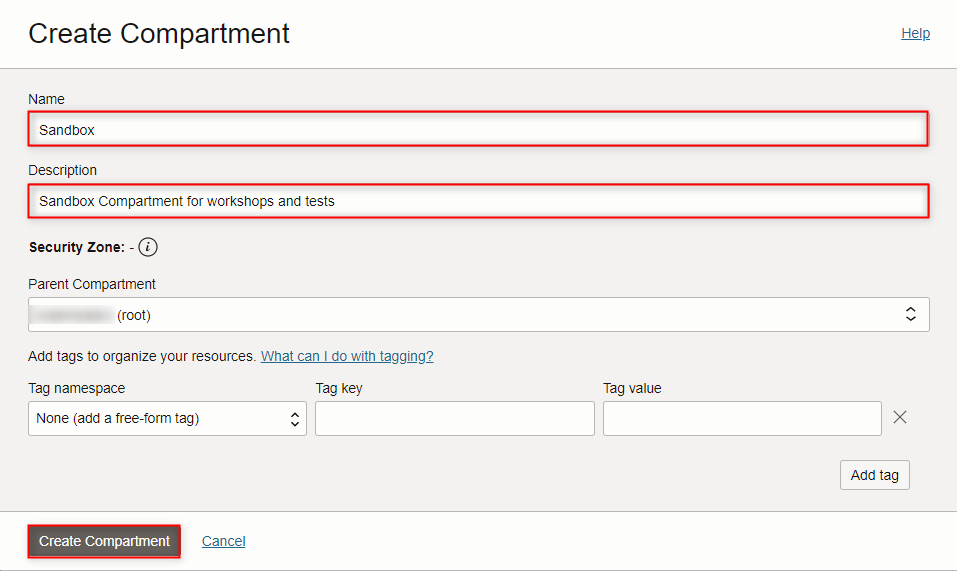 Create Compartment
Help
Name
Sandbox
Description
Sandbox Compartment for workshops and tests
Security Zone: - i
Parent Compartment
(root)
Add tags to organize your resources. What can I do with tagging?
Tag namespace Tag key Tag value
None (add a free-form tag)
Add tag
Create Compartment Cancel